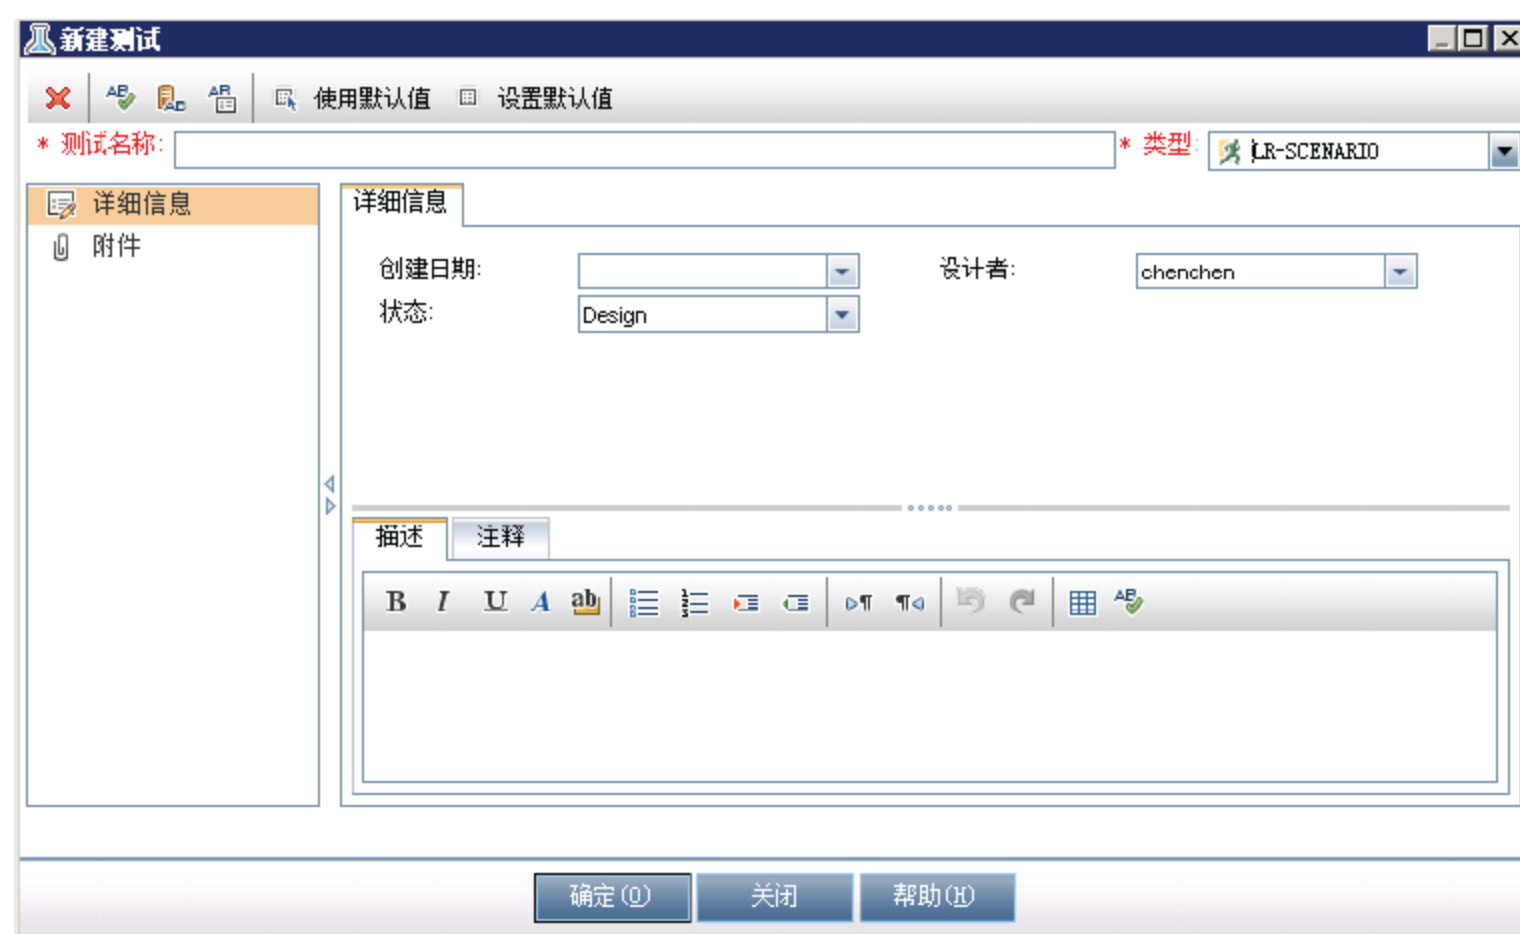 新建测试
使用默认值 设置默认值
* 测试名称: * 类型: LR-SCENARIO
详细信息
附件
详细信息
创建日期: 设计者: chenchen
状态: Design
描述 注释
B I U A ab
确定(O) 关闭 帮助(H)